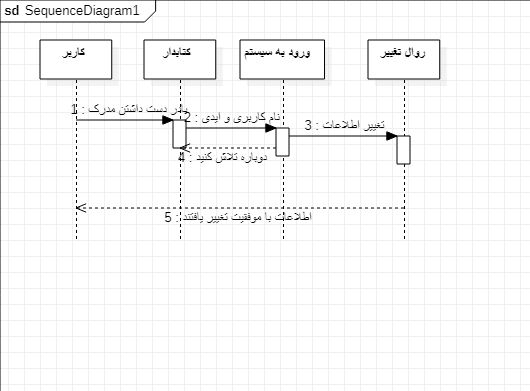 sd SequenceDiagram1
کاربر
کتابدار
ورود به سیستم
روال تغییر
1 : با در دست داشتن مدرک
2 : نام کاربری و ایدی
3 : تغییر اطلاعات
4 : دوباره تلاش کنید
5 : اطلاعات با موفقیت تغییر یافتند